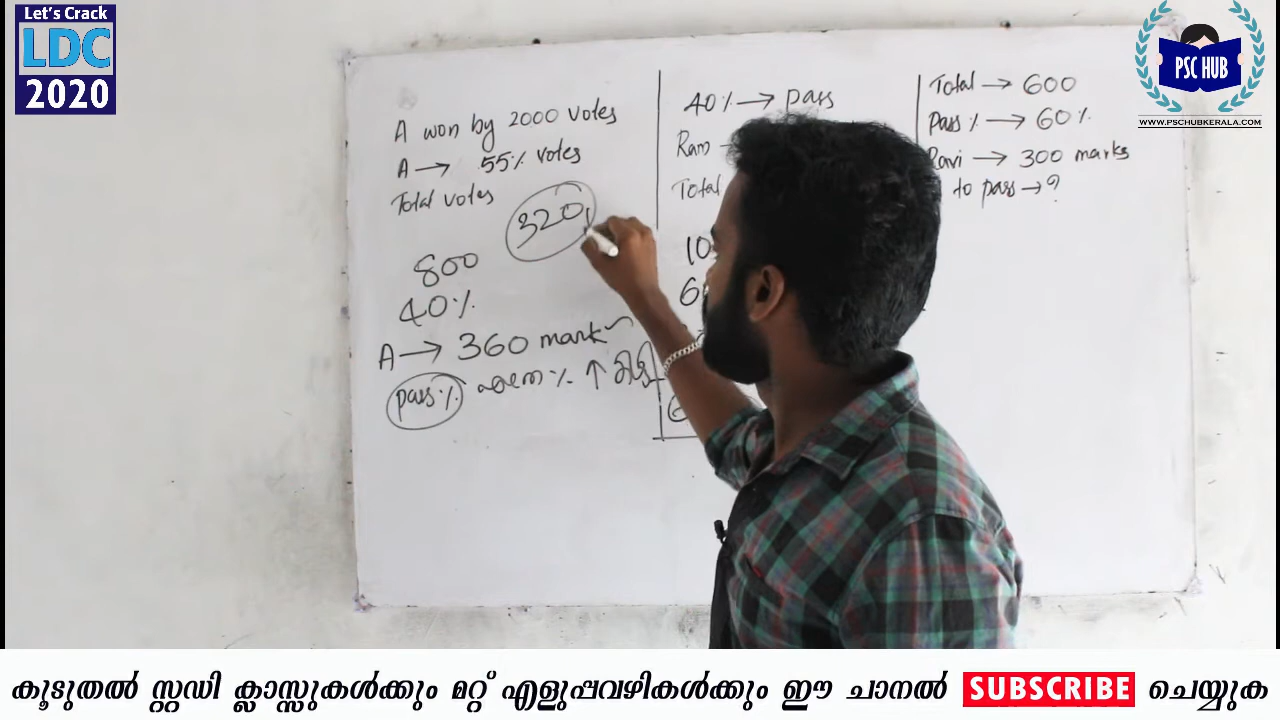 Let's Crack
LDC
2020
PSC HUB
WWW.PSCHUBKERALA.COM
A won by 2000 votes
A → 55% votes
Total votes
320
800
40%
A → 360 mark
pass %
% ↑
40% → pass
Ram
Total
10
Total → 600
Pass % → 60%
Ravi → 300 marks
to pass → ?
കൂടുതൽ സ്റ്റഡി ക്ലാസ്സുകൾക്കും മറ്റ് എളുപ്പവഴികൾക്കും ഈ ചാനൽ SUBSCRIBE ചെയ്യുക